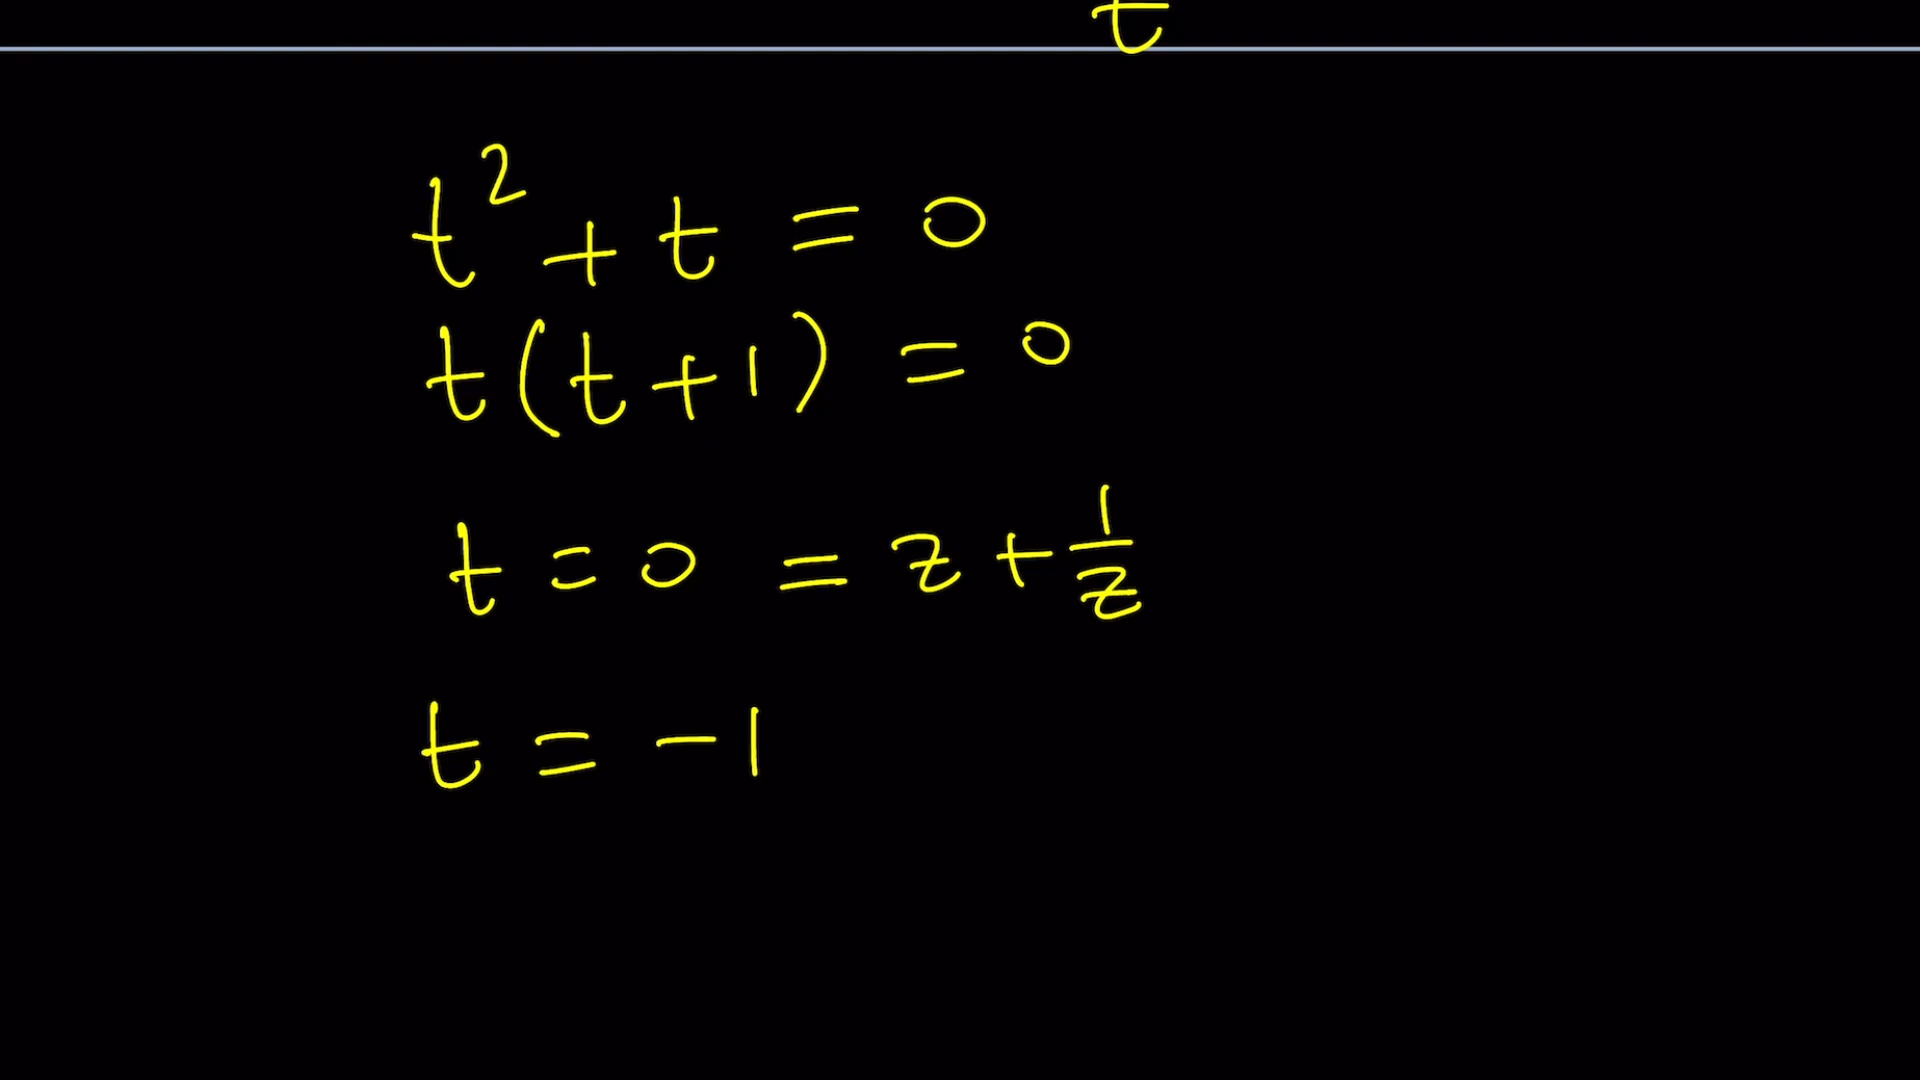 t
t² + t = 0
t(t+1) = 0
t = 0 = z + 1/z
t = -1